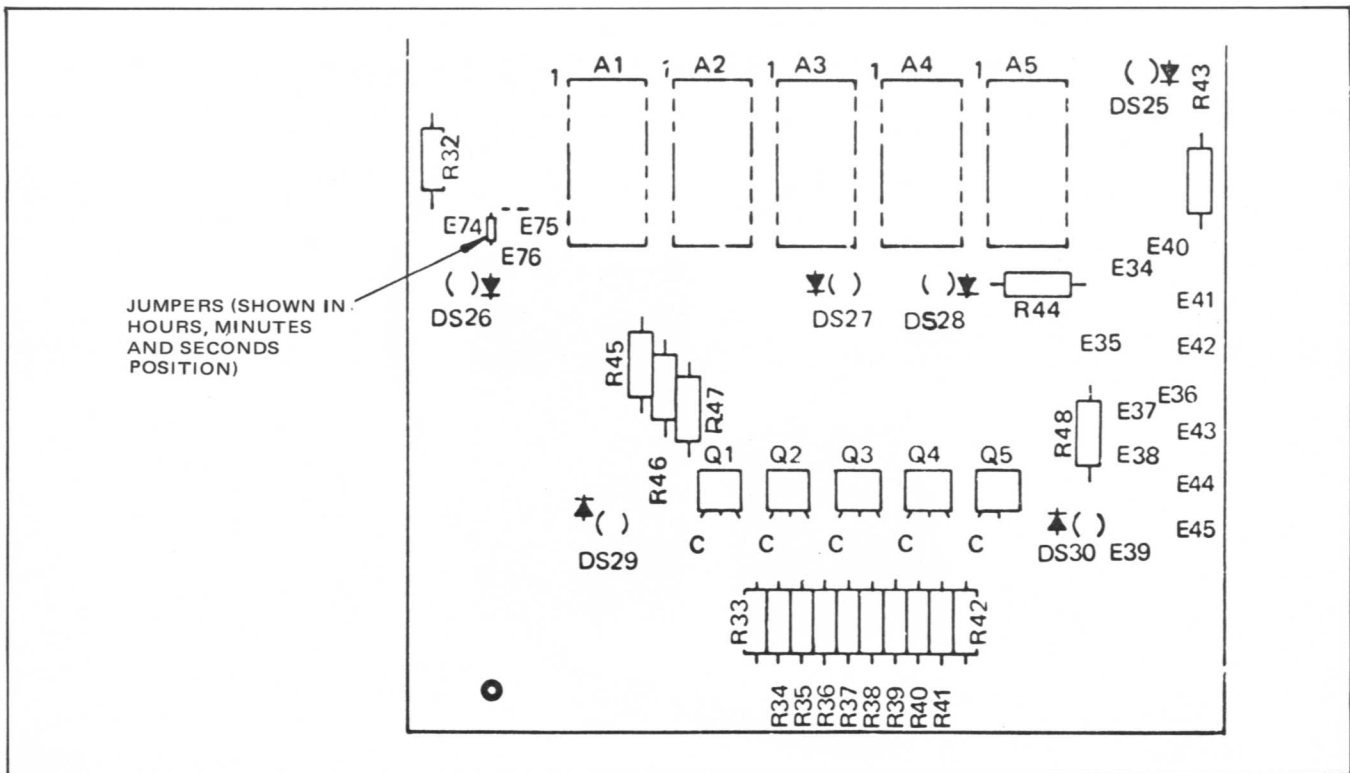 1 A1 1 A2 1 A3 1 A4 1 A5
DS25
R43
R32
E74 E75
E76
E40
E34
JUMPERS (SHOWN IN
HOURS, MINUTES
AND SECONDS
POSITION)
DS26
DS27
DS28
R44
E41
E35
E42
R45
R46
R47
E36
R48
E37
E43
E38
Q1 Q2 Q3 Q4 Q5
E44
E45
DS29
C C C C C
DS30 E39
R33
R42
R34
R35
R36
R37
R38
R39
R40
R41